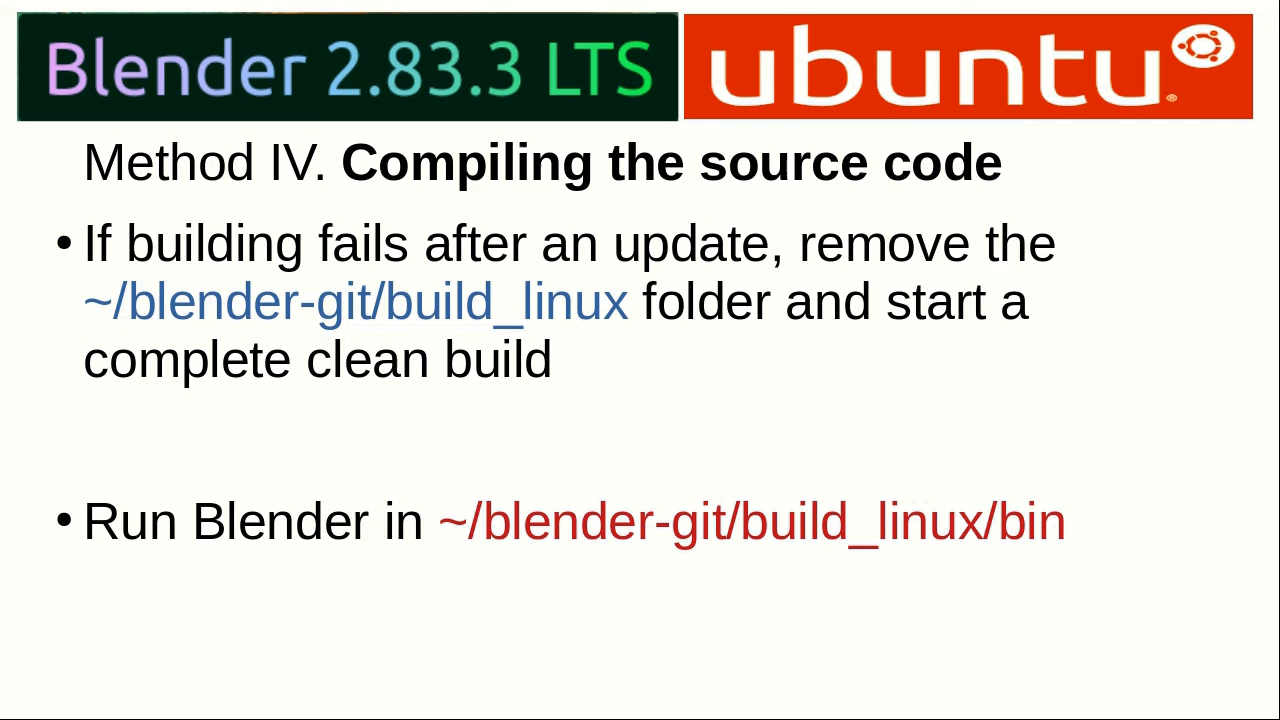 Blender 2.83.3 LTS
ubuntu®
Method IV. Compiling the source code
• If building fails after an update, remove the
~/blender-git/build_linux folder and start a
complete clean build
• Run Blender in ~/blender-git/build_linux/bin